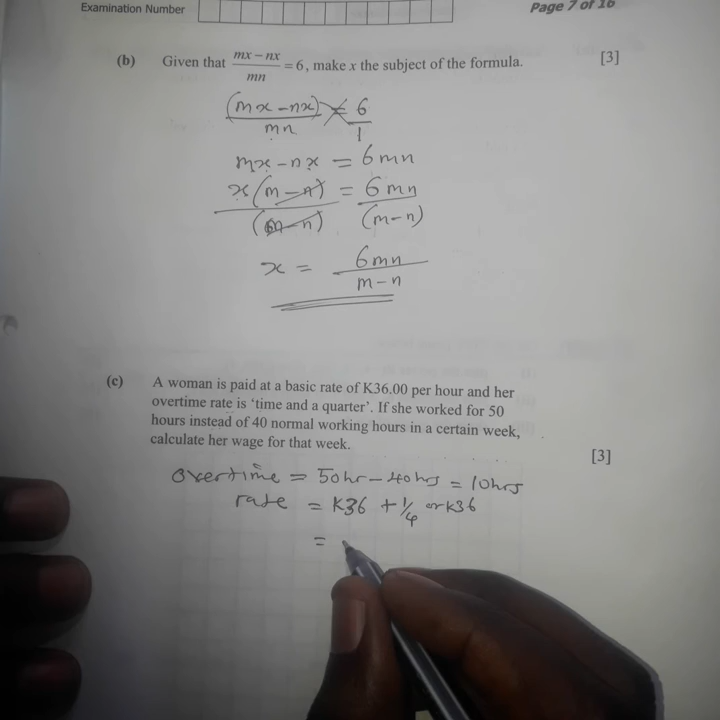 Examination Number
Page 7 of 16
(b) Given that (mx – nx)/mn = 6, make x the subject of the formula. [3]
(mx – nx)/mn = 6/1
mx – nx = 6mn
x(m – n)/(m – n) = 6mn/(m – n)
x = 6mn/(m – n)
(c) A woman is paid at a basic rate of K36.00 per hour and her
overtime rate is ‘time and a quarter’. If she worked for 50
hours instead of 40 normal working hours in a certain week,
calculate her wage for that week. [3]
overtime = 50hr – 40hrs = 10hrs
rate = K36 + 1/4 or K36
=